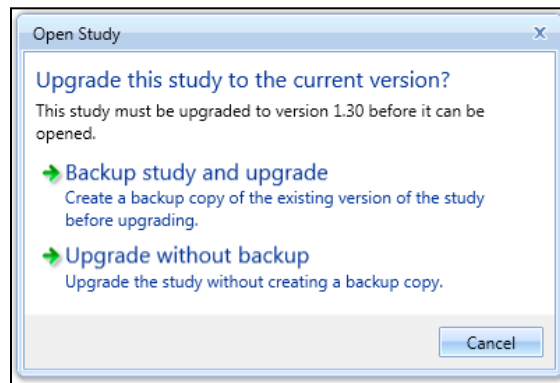 Open Study
Upgrade this study to the current version?
This study must be upgraded to version 1.30 before it can be
opened.
Backup study and upgrade
Create a backup copy of the existing version of the study
before upgrading.
Upgrade without backup
Upgrade the study without creating a backup copy.
Cancel